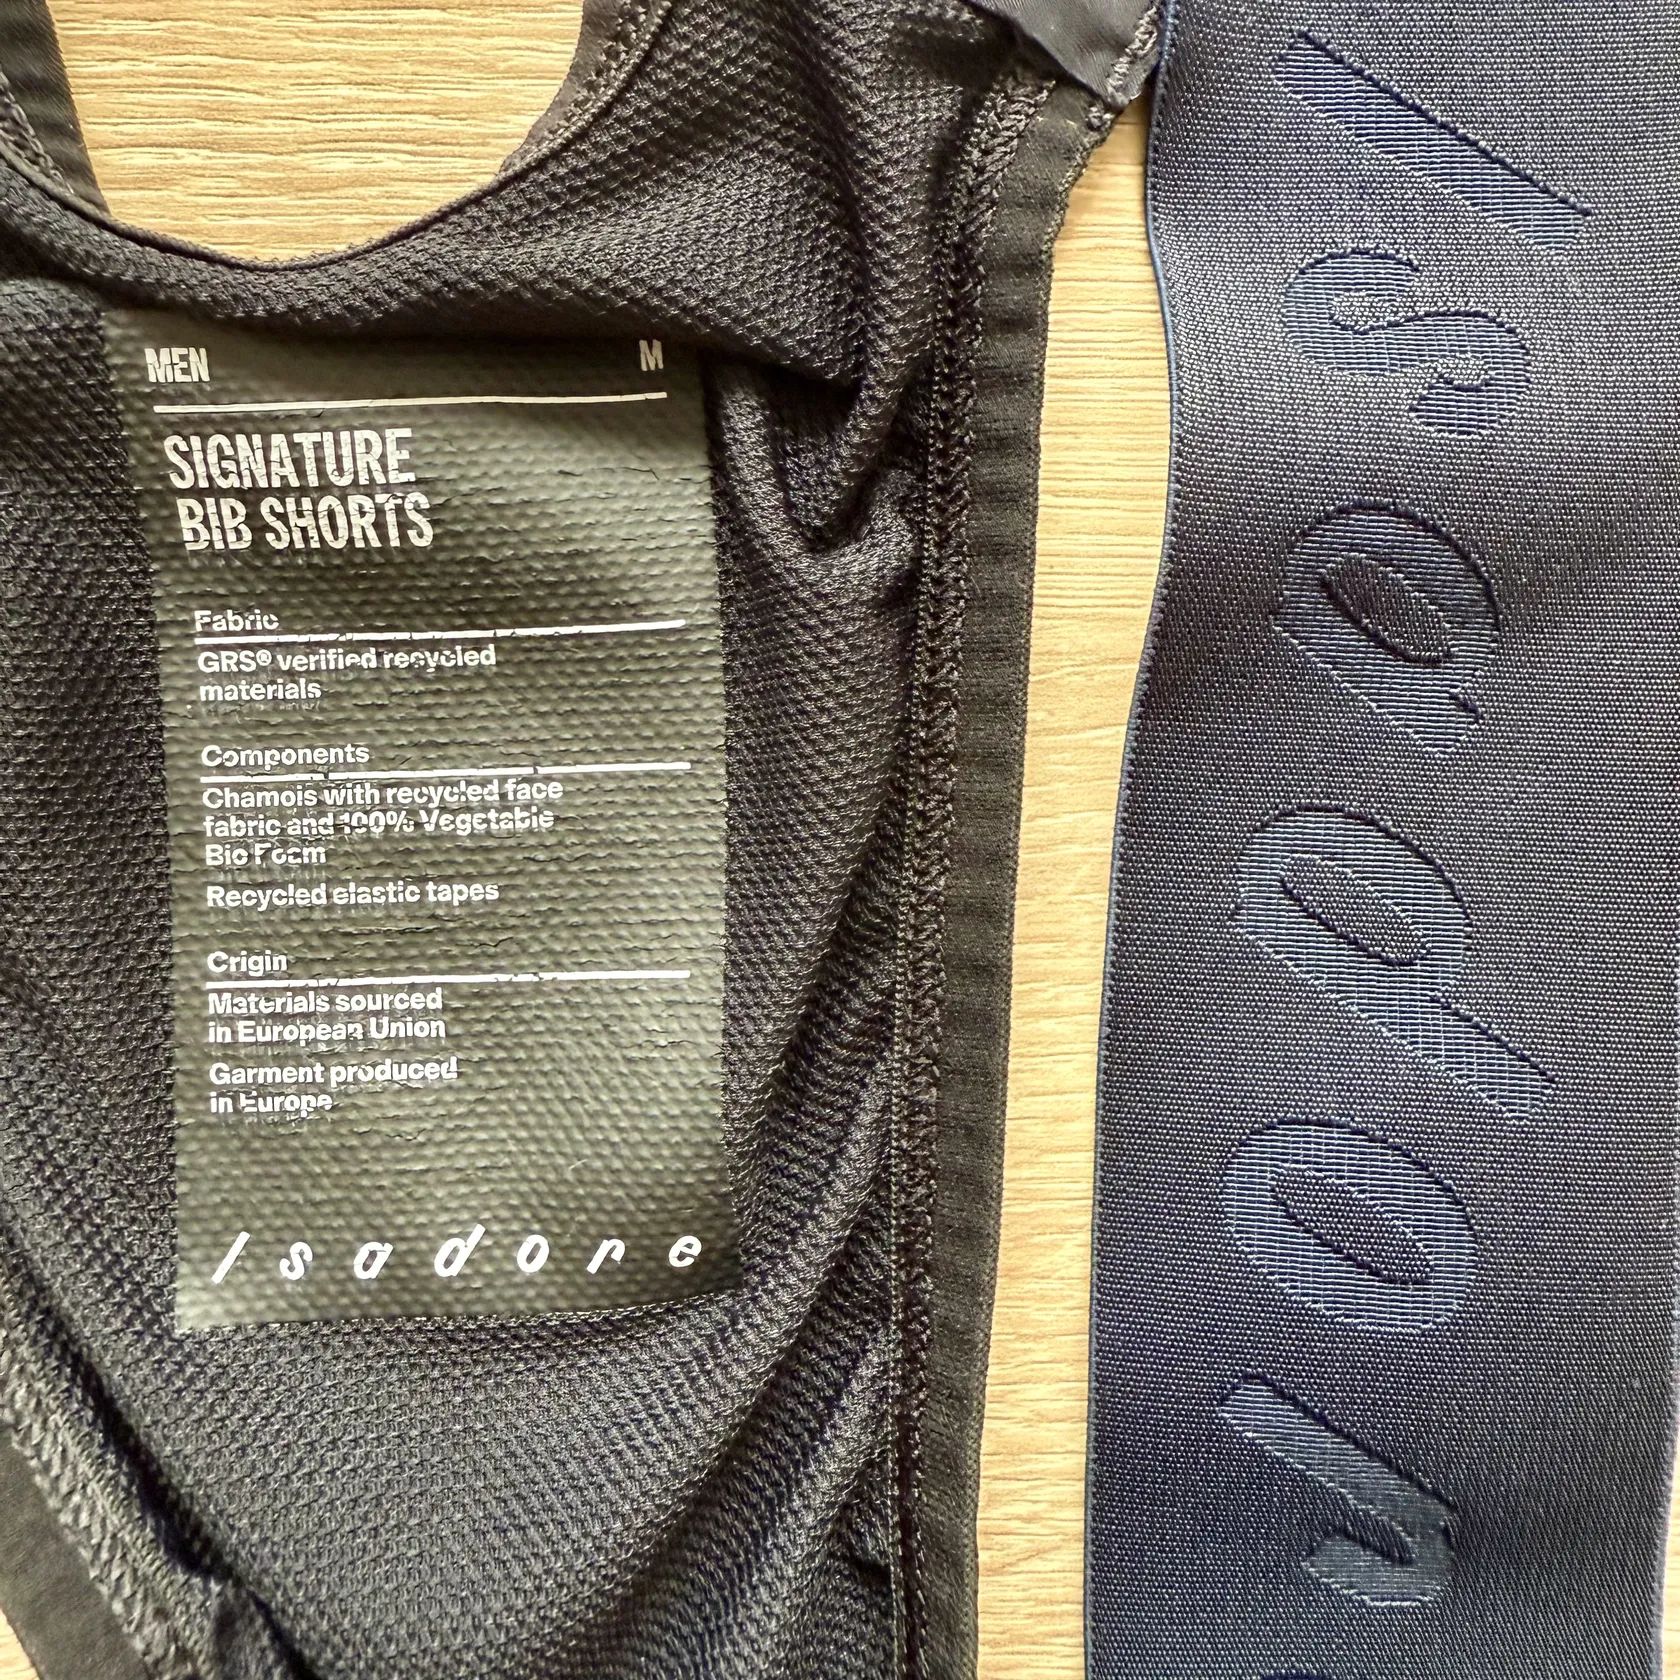 MEN M
SIGNATURE
BIB SHORTS
Fabric
GRS® verified recycled
materials
Components
Chamois with recycled face
fabric and 100% Vegetable
Bio Foam
Recycled elastic tapes
Origin
Materials sourced
in European Union
Garment produced
in Europe
Isadore
Isador